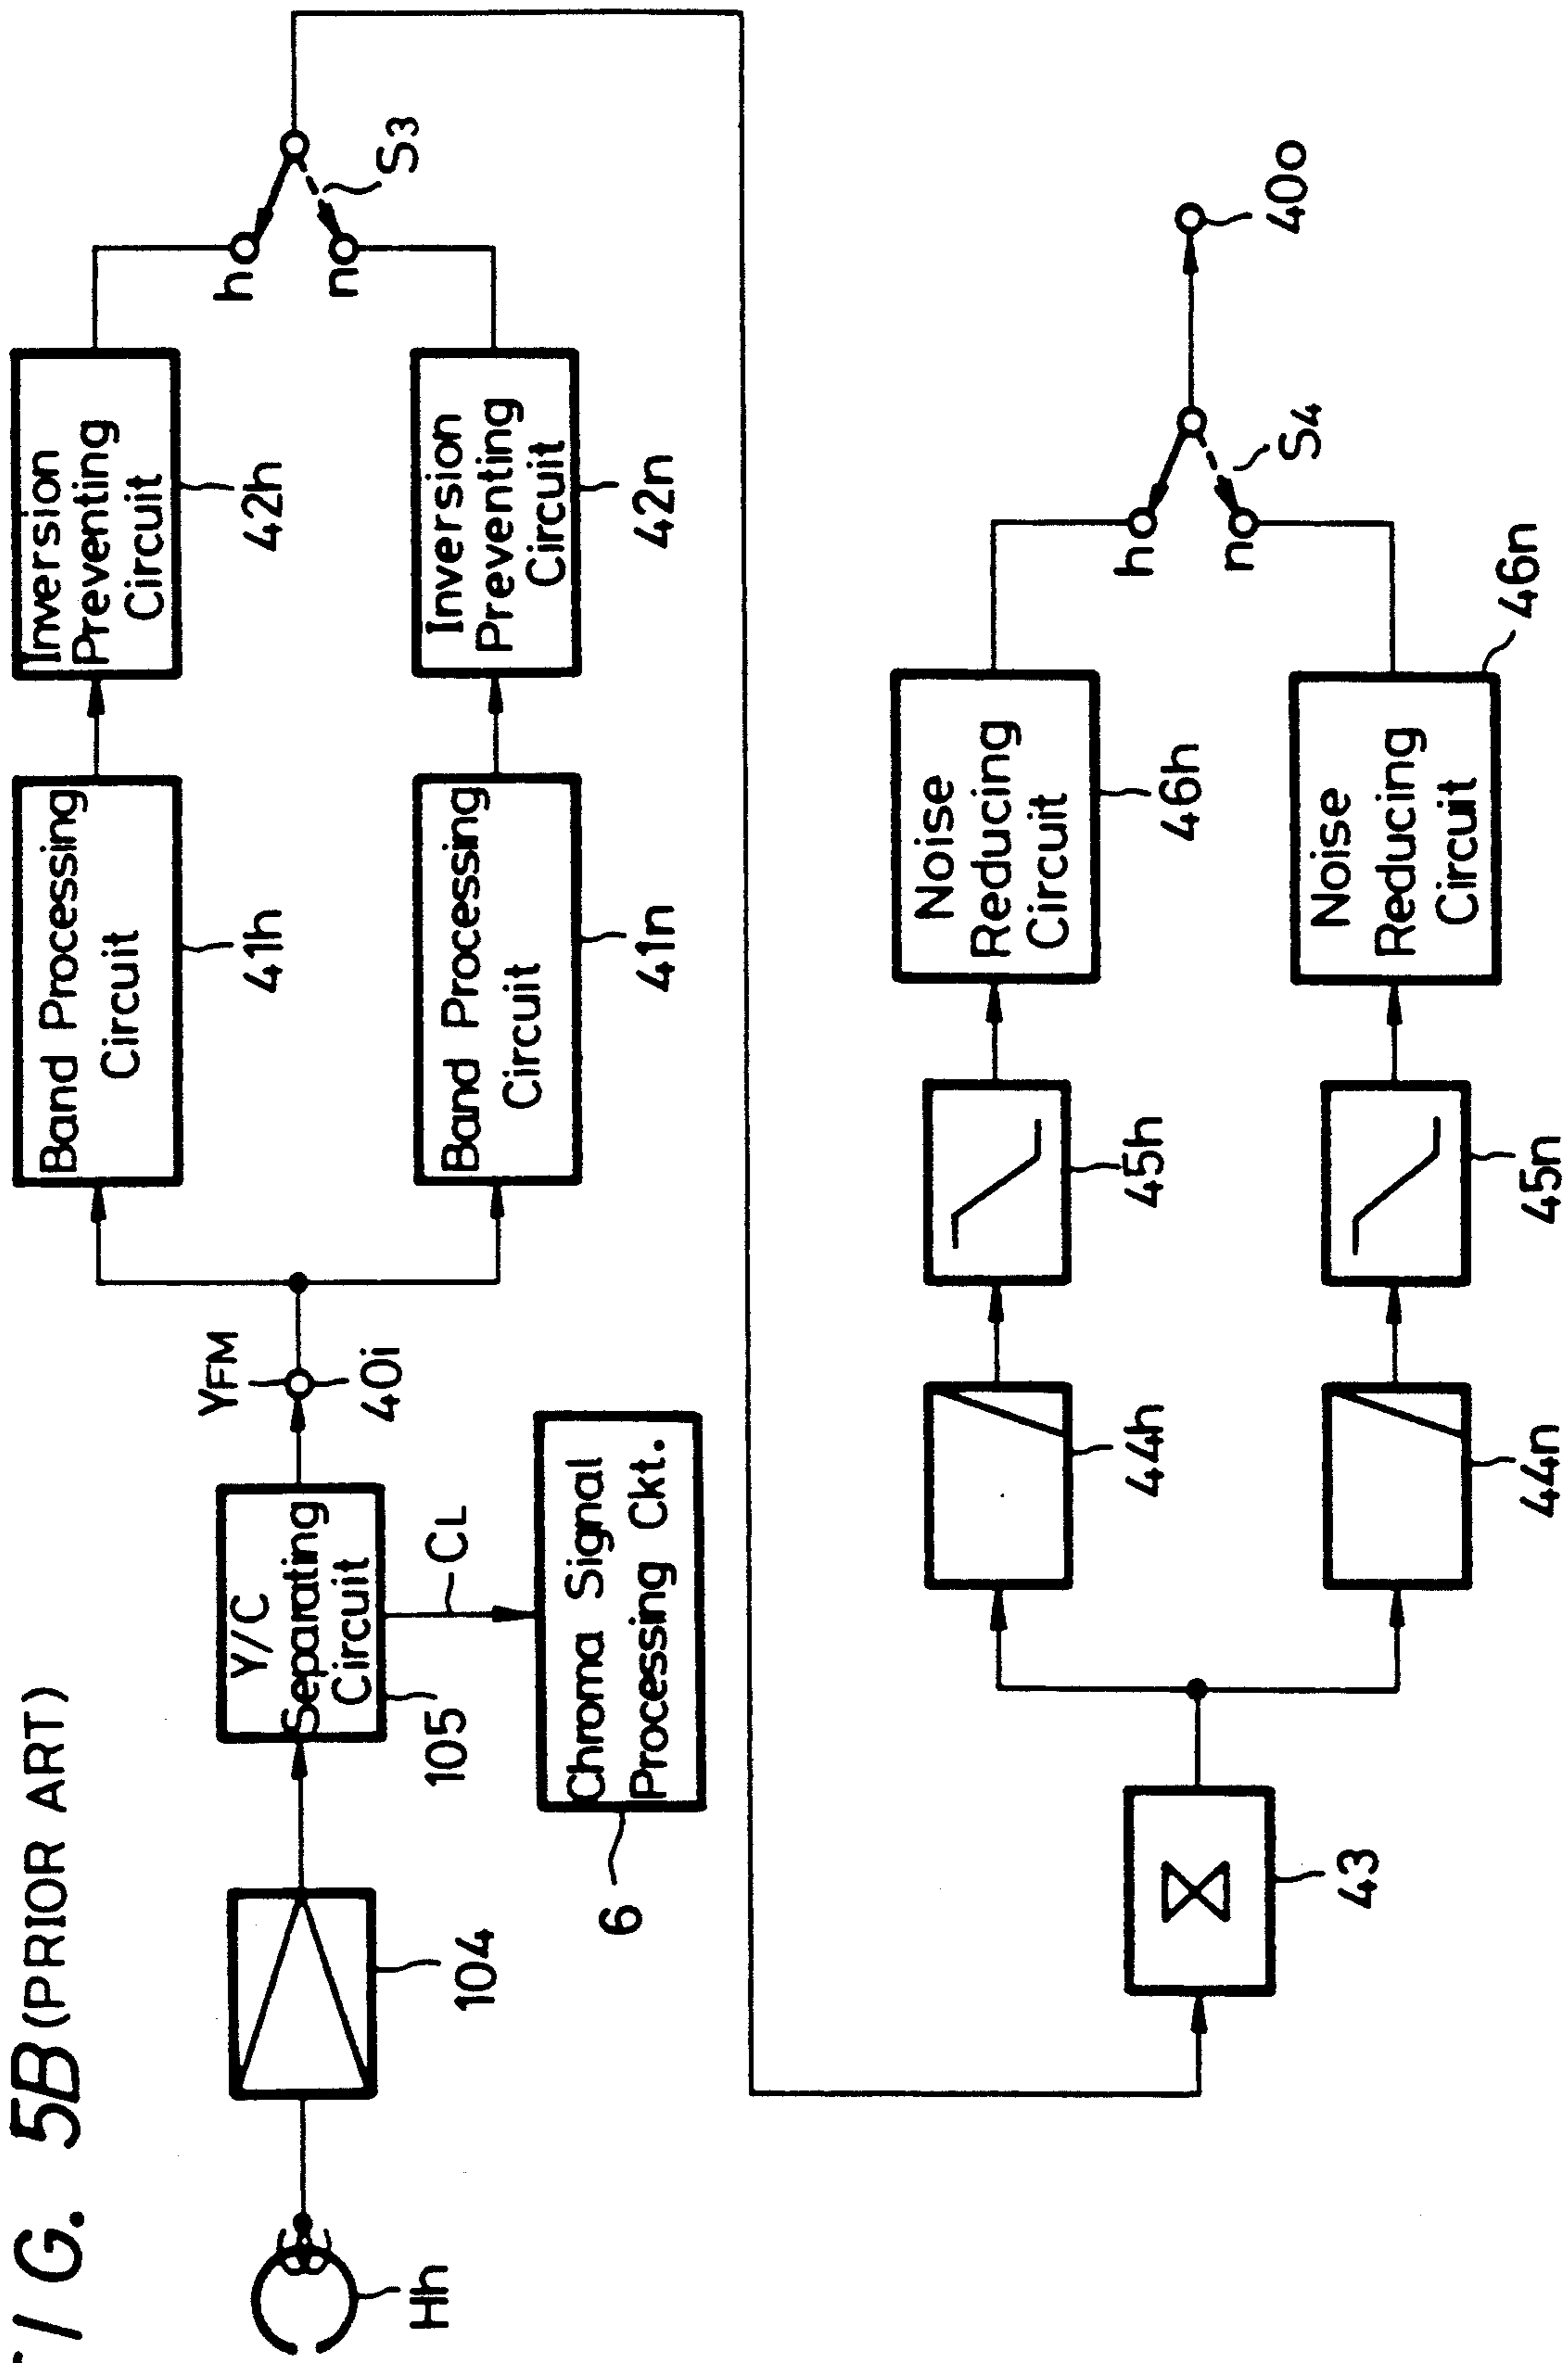 FIG. 5B (PRIOR ART)
Hh
104
Y/C
Separating
Circuit
105
CL
Chroma Signal
Processing Ckt.
6
YFM
40i
Band Processing
Circuit
41h
Inversion
Preventing
Circuit
42h
Band Processing
Circuit
41n
Inversion
Preventing
Circuit
42n
h
n
S3
43
44h
45h
Noise
Reducing
Circuit
46h
44n
45n
Noise
Reducing
Circuit
46n
h
n
S4
40o